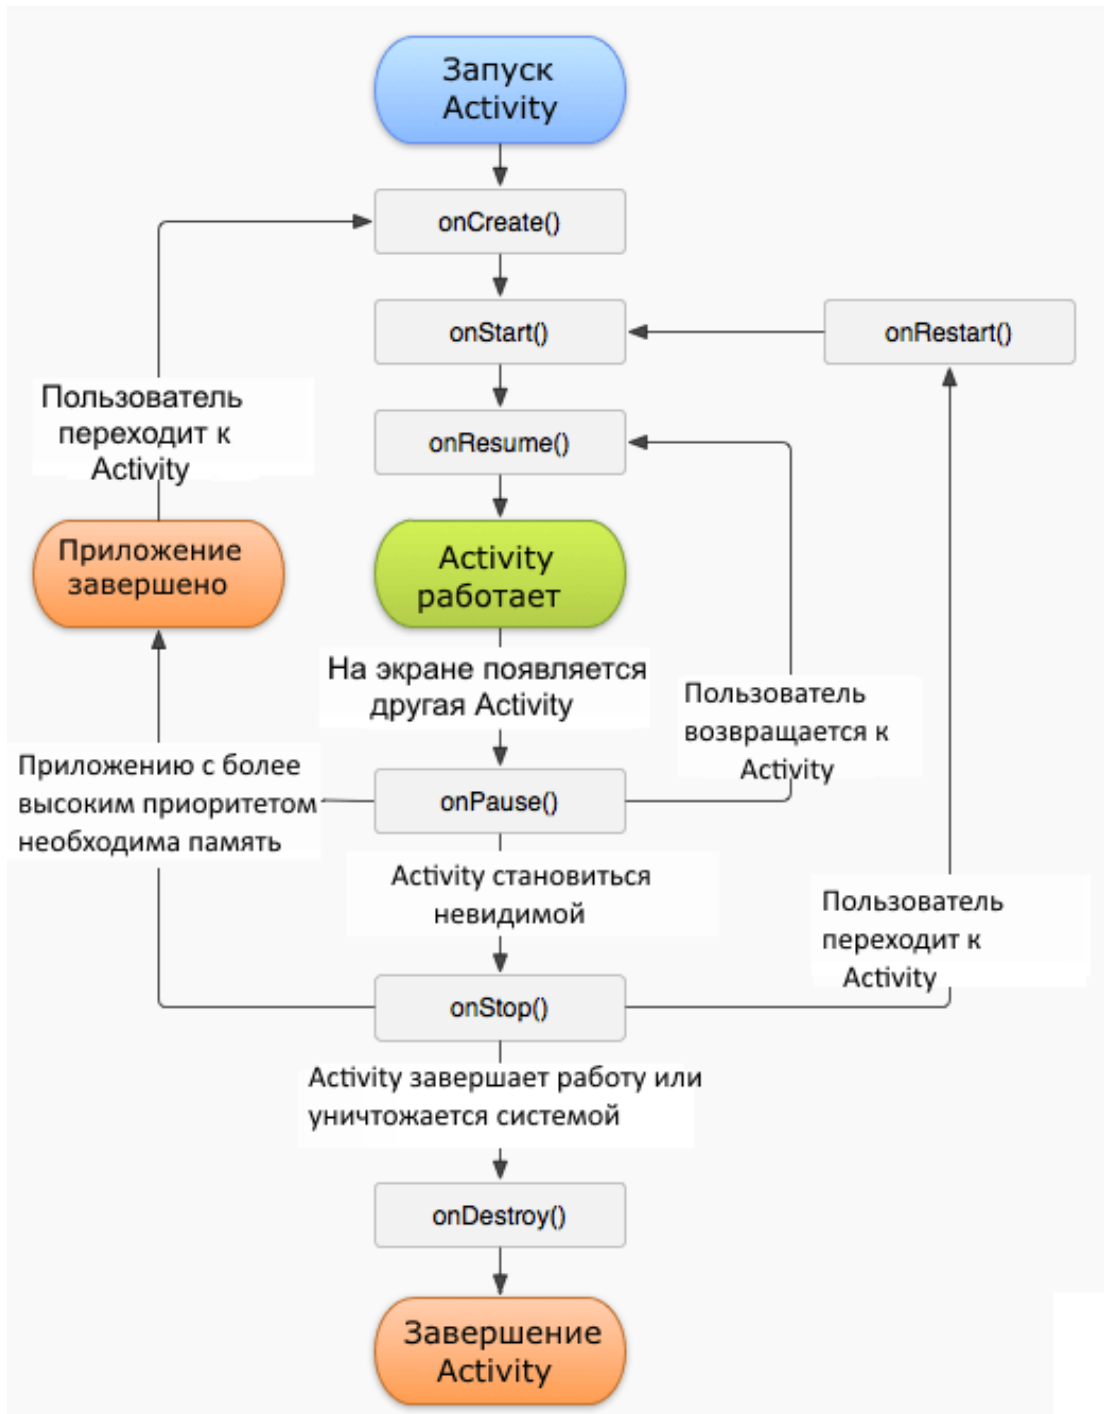 Запуск
Activity
onCreate()
onStart()
onRestart()
Пользователь
переходит к
Activity
onResume()
Приложение
завершено
Activity
работает
На экране появляется
другая Activity
Пользователь
возвращается к
Activity
Приложению с более
высоким приоритетом
необходима память
onPause()
Activity становиться
невидимой
Пользователь
переходит к
Activity
onStop()
Activity завершает работу или
уничтожается системой
onDestroy()
Завершение
Activity